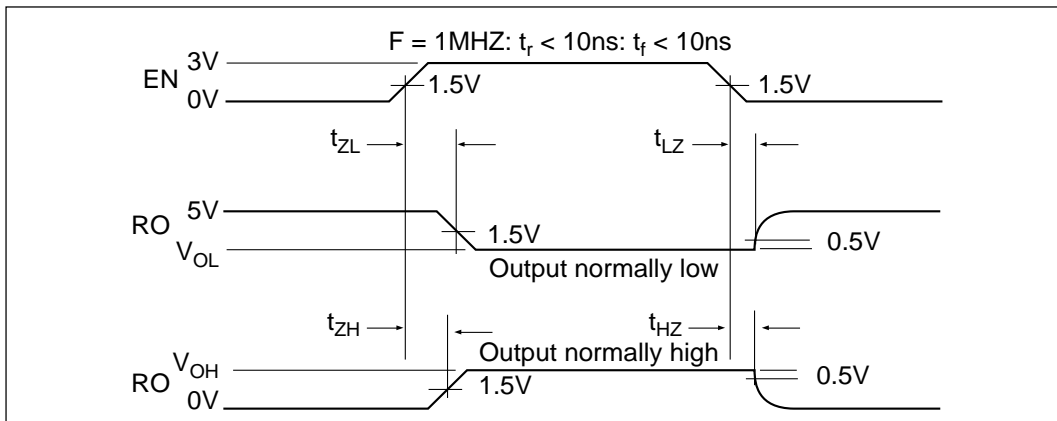 F = 1MHZ: tr < 10ns: tf < 10ns
3V
EN
1.5V
1.5V
0V
tZL
tLZ
5V
RO
1.5V
0.5V
VOL
Output normally low
tZH
tHZ
Output normally high
VOH
RO
1.5V
0.5V
0V